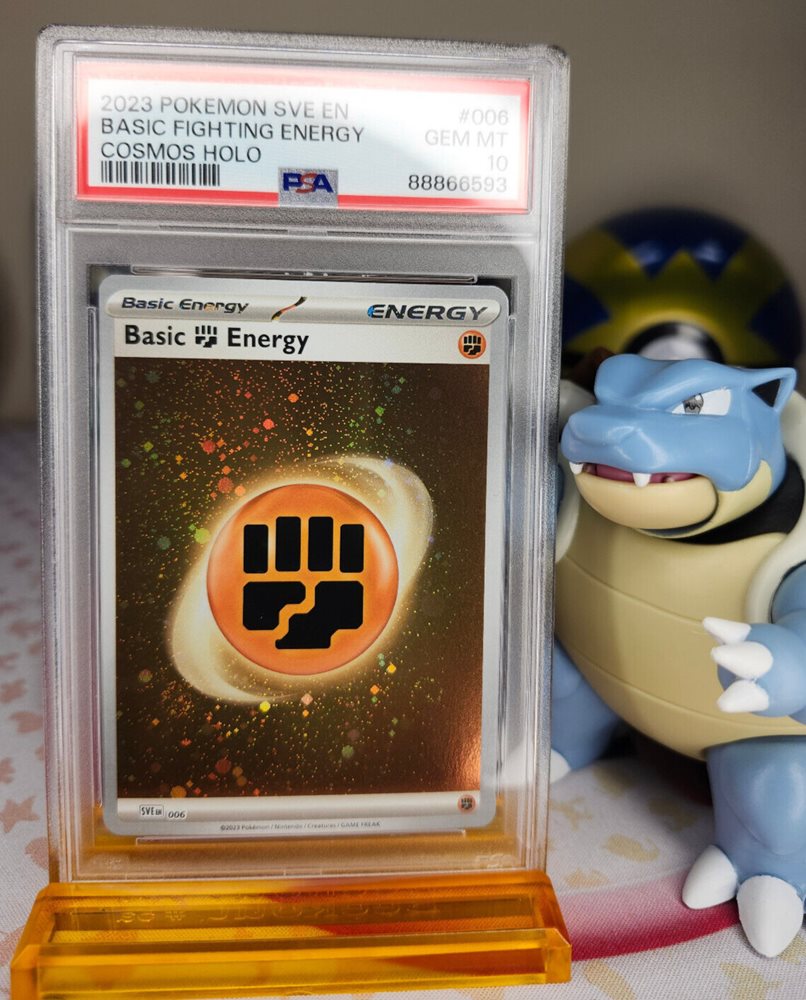 2023 POKEMON SVE EN #006
BASIC FIGHTING ENERGY GEM MT
COSMOS HOLO 10
PSA 88866593
Basic Energy ENERGY
Basic Energy
SVE EN 006
©2023 Pokémon / Nintendo / Creatures / GAME FREAK